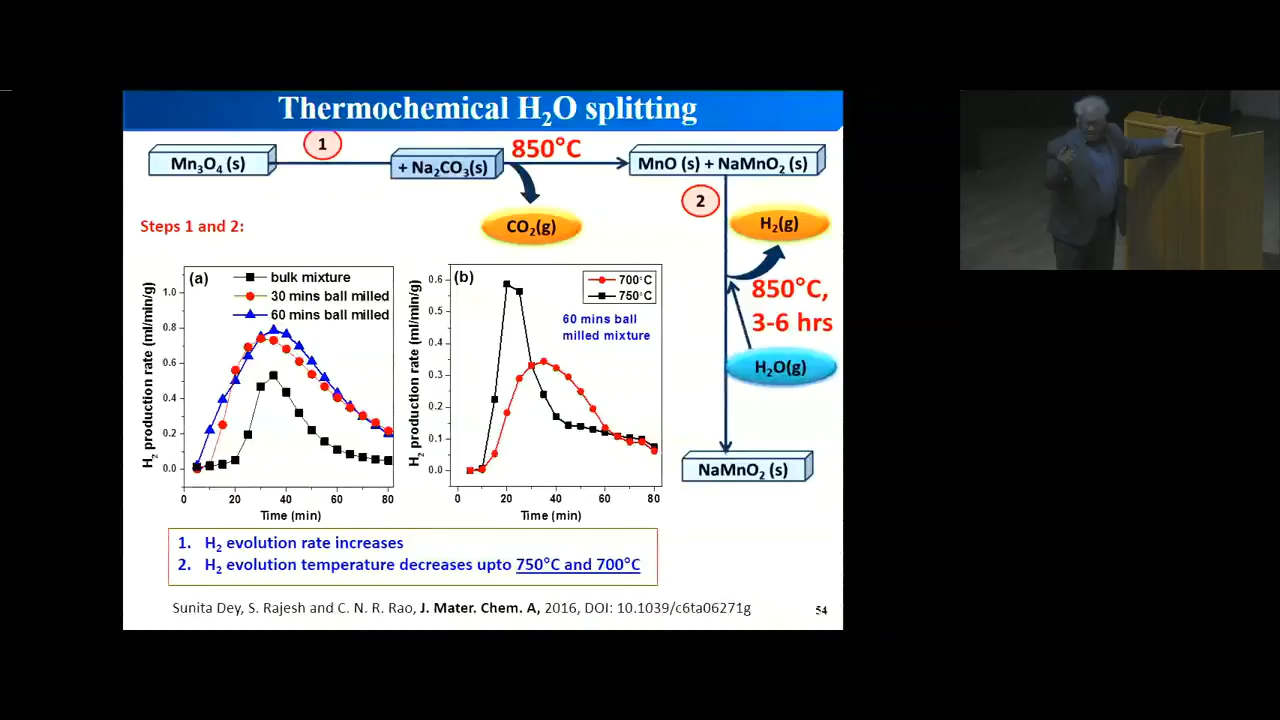 Thermochemical H₂O splitting
1
Mn₃O₄ (s)
+ Na₂CO₃(s)
850°C
MnO (s) + NaMnO₂ (s)
2
CO₂(g)
H₂(g)
Steps 1 and 2:
850°C,
3-6 hrs
H₂O(g)
NaMnO₂ (s)
(a)
bulk mixture
30 mins ball milled
60 mins ball milled
H₂ production rate (ml/min/g)
1.0
0.8
0.6
0.4
0.2
0.0
0 20 40 60 80
Time (min)
(b)
700°C
750°C
60 mins ball
milled mixture
H₂ production rate (ml/min/g)
0.6
0.5
0.4
0.3
0.2
0.1
0.0
0 20 40 60 80
Time (min)
1. H₂ evolution rate increases
2. H₂ evolution temperature decreases upto 750°C and 700°C
Sunita Dey, S. Rajesh and C. N. R. Rao, J. Mater. Chem. A, 2016, DOI: 10.1039/c6ta06271g
54